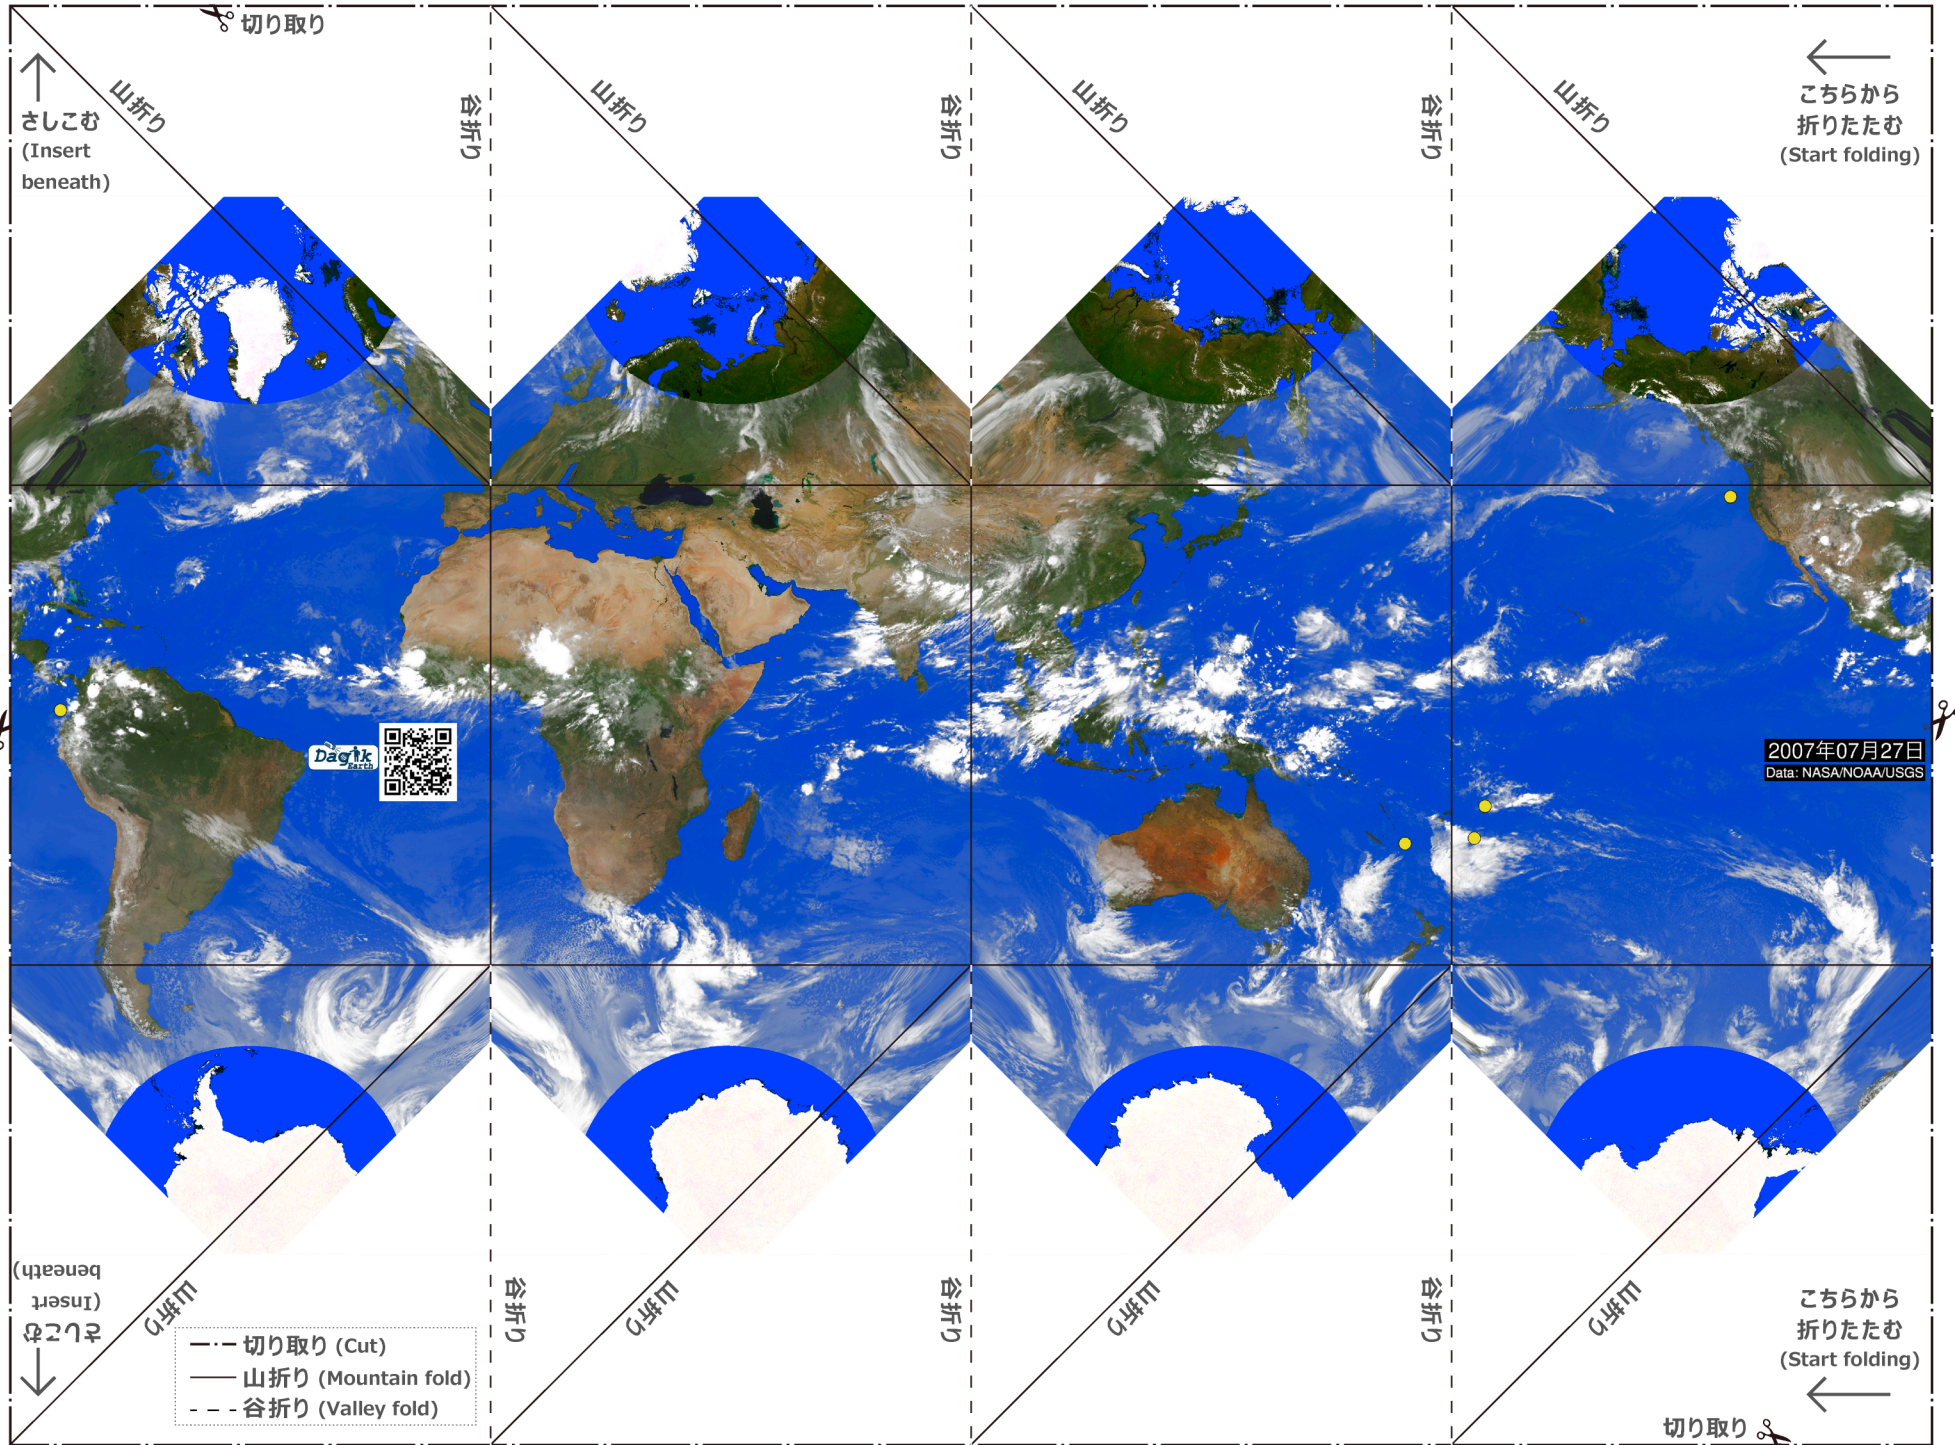 切り取り
さしこむ
(Insert
beneath)
山折り
谷折り
山折り
谷折り
山折り
谷折り
山折り
こちらから
折りたたむ
(Start folding)
Dagik
Earth
2007年07月27日
Data: NASA/NOAA/USGS
さしこむ
(Insert
beneath)
山折り
谷折り
山折り
谷折り
山折り
谷折り
山折り
こちらから
折りたたむ
(Start folding)
切り取り (Cut)
山折り (Mountain fold)
谷折り (Valley fold)
切り取り